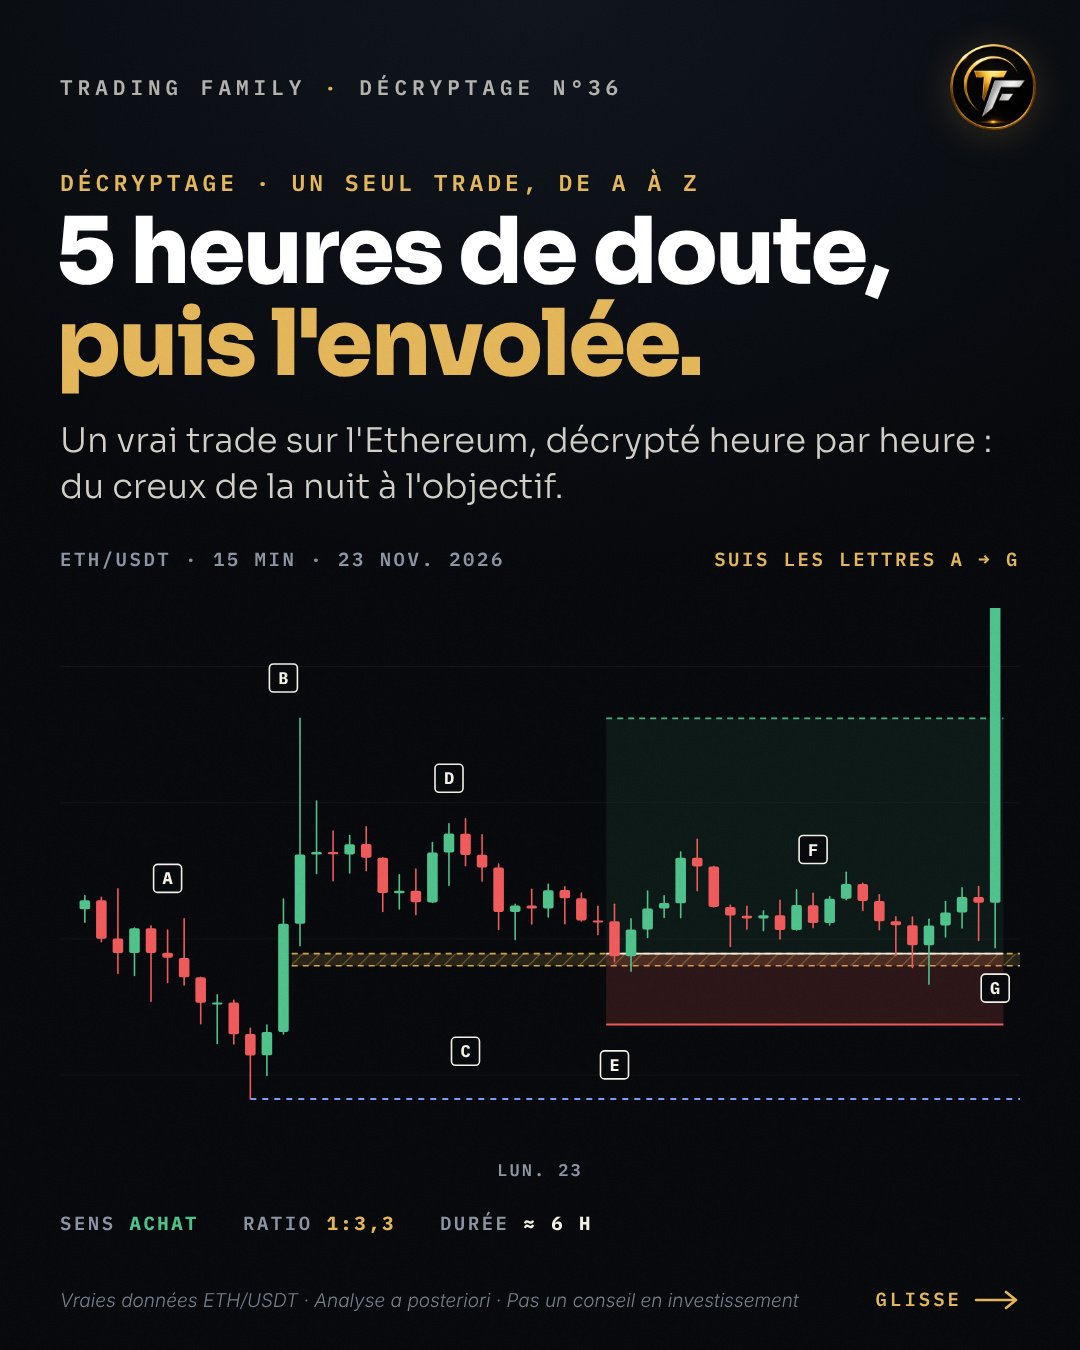 TRADING FAMILY · DÉCRYPTAGE N°36
TF
DÉCRYPTAGE · UN SEUL TRADE, DE A À Z
5 heures de doute,
puis l'envolée.
Un vrai trade sur l'Ethereum, décrypté heure par heure :
du creux de la nuit à l'objectif.
ETH/USDT · 15 MIN · 23 NOV. 2026
SUIS LES LETTRES A → G
B
D
F
A
G
C
E
LUN. 23
SENS ACHAT RATIO 1:3,3 DURÉE ≈ 6 H
Vraies données ETH/USDT · Analyse a posteriori · Pas un conseil en investissement
GLISSE →